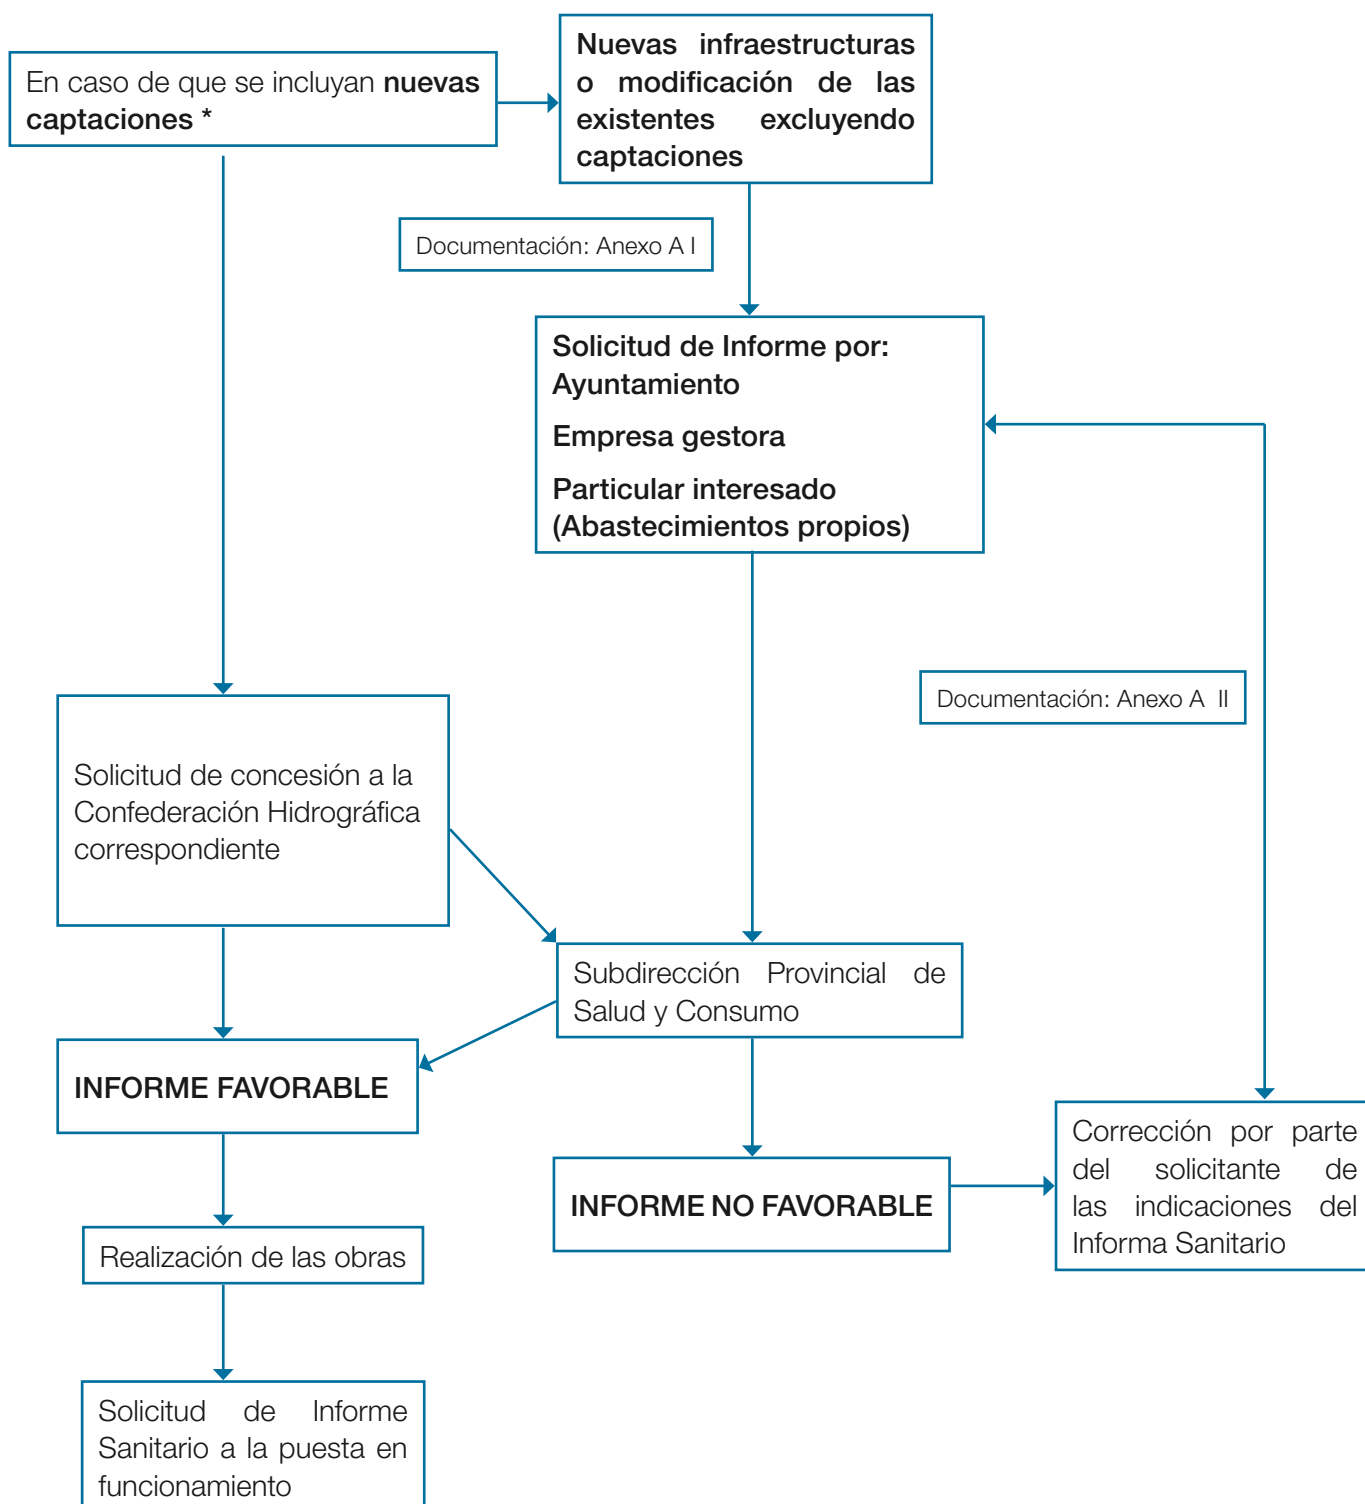 En caso de que se incluyan nuevas
captaciones *
Nuevas infraestructuras
o modificación de las
existentes excluyendo
captaciones
Documentación: Anexo A I
Solicitud de Informe por:
Ayuntamiento
Empresa gestora
Particular interesado
(Abastecimientos propios)
Documentación: Anexo A II
Solicitud de concesión a la
Confederación Hidrográfica
correspondiente
Subdirección Provincial de
Salud y Consumo
INFORME FAVORABLE
INFORME NO FAVORABLE
Corrección por parte
del solicitante de
las indicaciones del
Informa Sanitario
Realización de las obras
Solicitud de Informe
Sanitario a la puesta en
funcionamiento